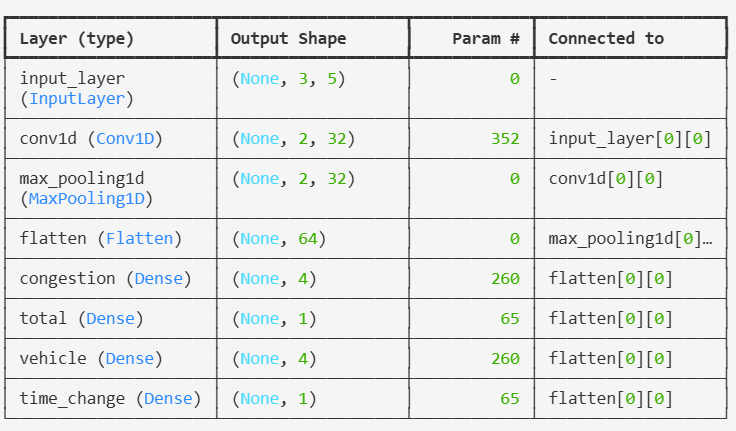 Layer (type) Output Shape Param # Connected to
input_layer (None, 3, 5) 0 -
(InputLayer)
conv1d (Conv1D) (None, 2, 32) 352 input_layer[0][0]
max_pooling1d (None, 2, 32) 0 conv1d[0][0]
(MaxPooling1D)
flatten (Flatten) (None, 64) 0 max_pooling1d[0]…
congestion (Dense) (None, 4) 260 flatten[0][0]
total (Dense) (None, 1) 65 flatten[0][0]
vehicle (Dense) (None, 4) 260 flatten[0][0]
time_change (Dense) (None, 1) 65 flatten[0][0]